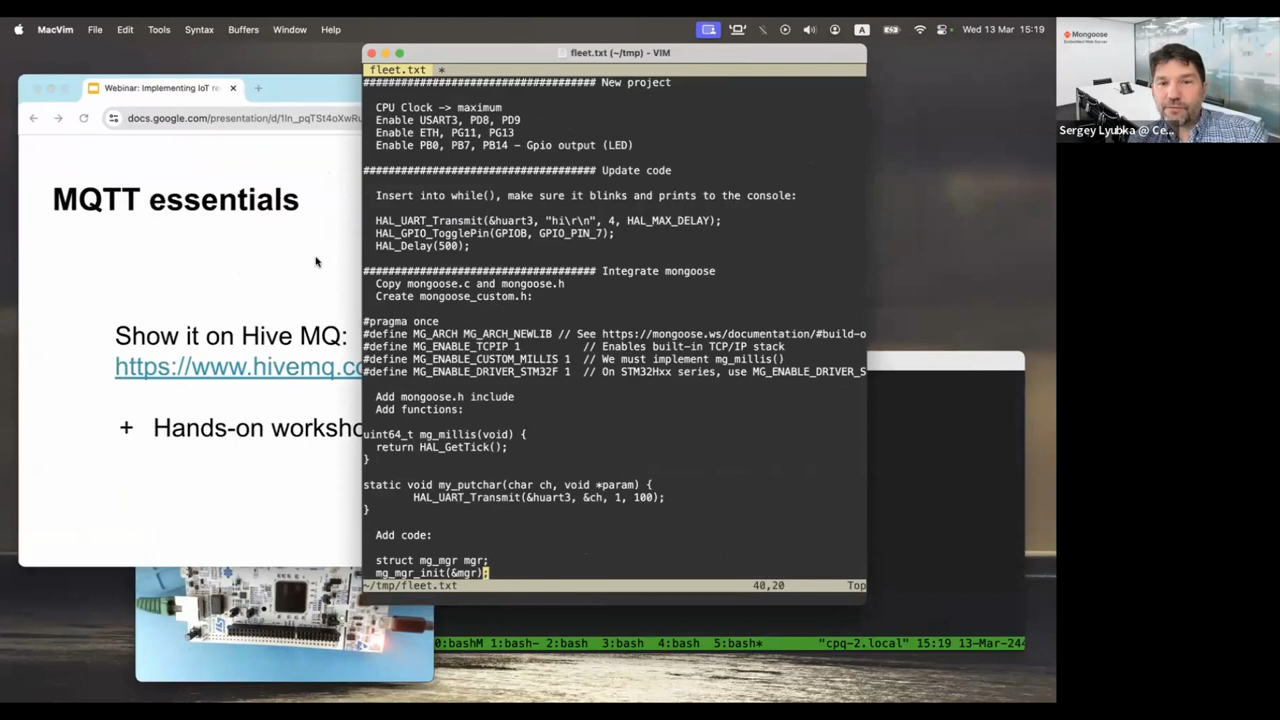 MacVim File Edit Tools Syntax Buffers Window Help
A
Wed 13 Mar 15:19
Webinar: Implementing IoT re
docs.google.com/presentation/d/1ln_pqTSt4oXwRu
MQTT essentials
Show it on Hive MQ:
https://www.hivemq.co
+ Hands-on worksho
fleet.txt (~/tmp) - VIM
fleet.txt *
##################################### New project
CPU Clock -> maximum
Enable USART3, PD8, PD9
Enable ETH, PG11, PG13
Enable PB0, PB7, PB14 - Gpio output (LED)
##################################### Update code
Insert into while(), make sure it blinks and prints to the console:
HAL_UART_Transmit(&huart3, "hi\r\n", 4, HAL_MAX_DELAY);
HAL_GPIO_TogglePin(GPIOB, GPIO_PIN_7);
HAL_Delay(500);
##################################### Integrate mongoose
Copy mongoose.c and mongoose.h
Create mongoose_custom.h:
#pragma once
#define MG_ARCH MG_ARCH_NEWLIB // See https://mongoose.ws/documentation/#build-o
#define MG_ENABLE_TCPIP 1 // Enables built-in TCP/IP stack
#define MG_ENABLE_CUSTOM_MILLIS 1 // We must implement mg_millis()
#define MG_ENABLE_DRIVER_STM32F 1 // On STM32Hxx series, use MG_ENABLE_DRIVER_S
Add mongoose.h include
Add functions:
uint64_t mg_millis(void) {
return HAL_GetTick();
}
static void my_putchar(char ch, void *param) {
HAL_UART_Transmit(&huart3, &ch, 1, 100);
}
Add code:
struct mg_mgr mgr;
mg_mgr_init(&mgr);
~/tmp/fleet.txt 40,20 Top
0:bashM 1:bash- 2:bash 3:bash 4:bash 5:bash* "cpq-2.local" 15:19 13-Mar-244
Mongoose
Embedded Web Server
Sergey Lyubka @ Ce...